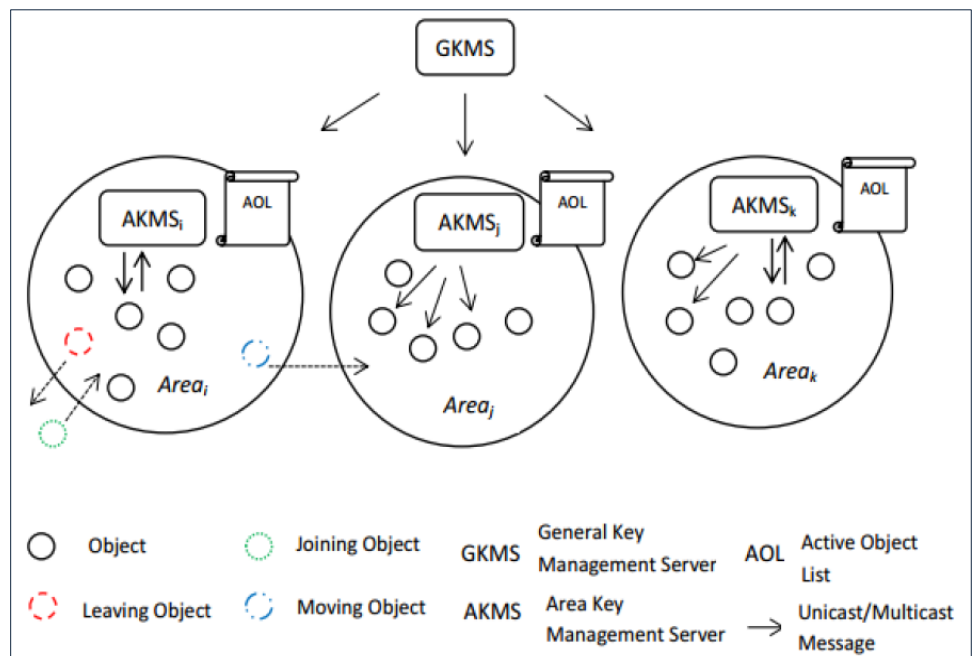 GKMS
AKMSᵢ
AOL
AKMSⱼ
AOL
AKMSₖ
AOL
Areaᵢ
Areaⱼ
Areaₖ
Object
Joining Object
GKMS
General Key
Management Server
AOL
Active Object
List
Leaving Object
Moving Object
AKMS
Area Key
Management Server
Unicast/Multicast
Message